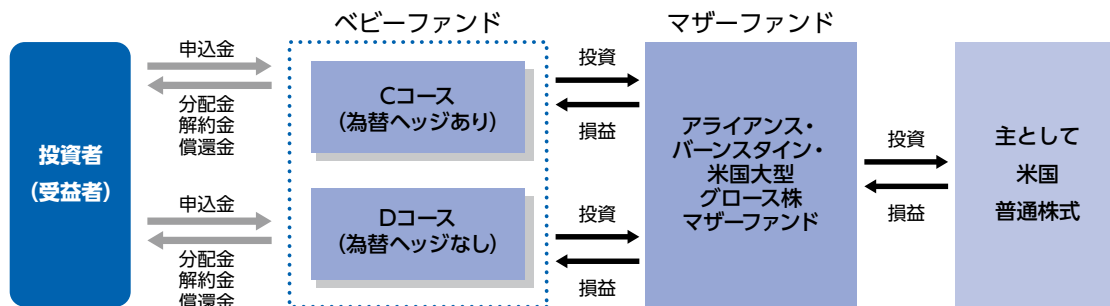 ベビーファンド
マザーファンド
投資者
（受益者）
申込金
分配金
解約金
償還金
Cコース
（為替ヘッジあり）
投資
損益
申込金
分配金
解約金
償還金
Dコース
（為替ヘッジなし）
投資
損益
アライアンス・
バーンスタイン・
米国大型
グロース株
マザーファンド
投資
損益
主として
米国
普通株式